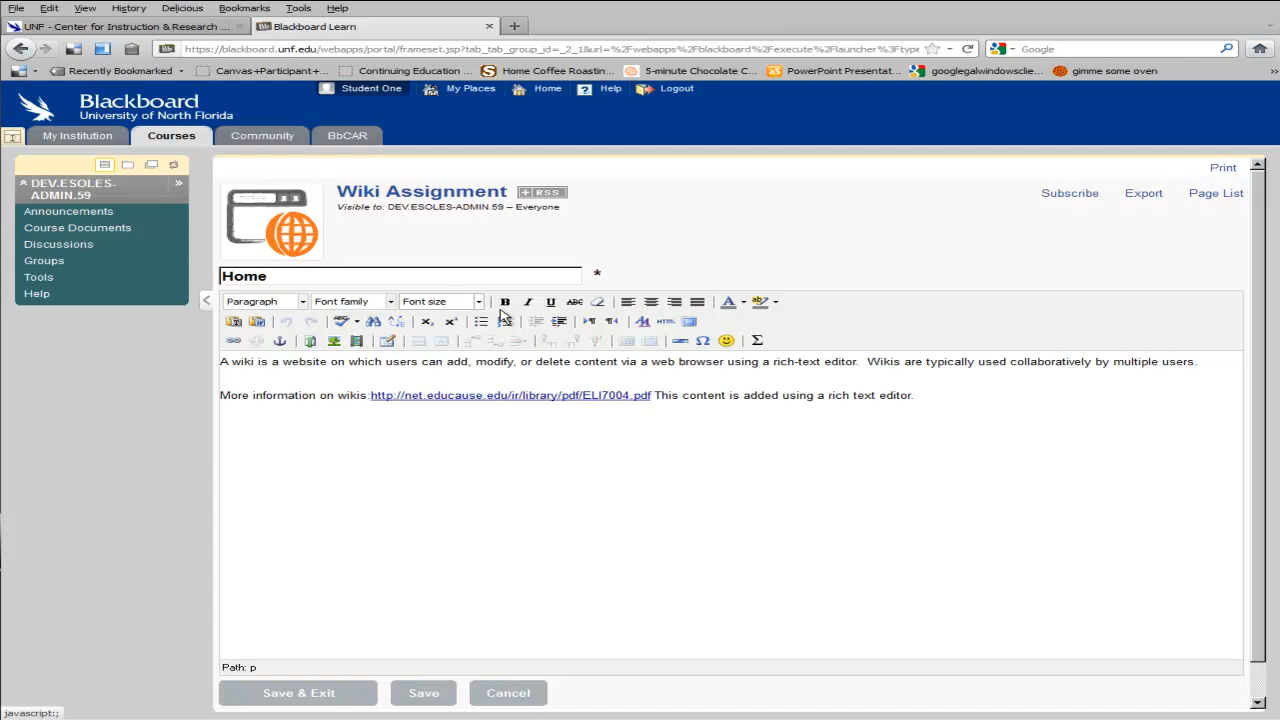 File Edit View History Delicious Bookmarks Tools Help
UNF - Center for Instruction & Research ... × Bb Blackboard Learn ×
Bb https://blackboard.unf.edu/webapps/portal/frameset.jsp?tab_tab_group_id=_2_1&url=%2Fwebapps%2Fblackboard%2Fexecute%2Flauncher%3Ftype Google
Recently Bookmarked Canvas+Participant+... Continuing Education ... Home Coffee Roastin... 5-minute Chocolate C... PowerPoint Presentat... googlegalwindowsclie... gimme some oven »
Blackboard
University of North Florida
Student One My Places Home ? Help Logout
My Institution Courses Community BbCAR
DEV.ESOLES-ADMIN.59 »
Announcements
Course Documents
Discussions
Groups
Tools
Help
Print
Wiki Assignment + RSS
Subscribe Export Page List
Visible to: DEV.ESOLES-ADMIN.59 – Everyone
Home *
Paragraph Font family Font size B I U ABC A ab
HTML
Ω Σ
A wiki is a website on which users can add, modify, or delete content via a web browser using a rich-text editor. Wikis are typically used collaboratively by multiple users.
More information on wikis:http://net.educause.edu/ir/library/pdf/ELI7004.pdf This content is added using a rich text editor.
Path: p
Save & Exit Save Cancel
javascript:;